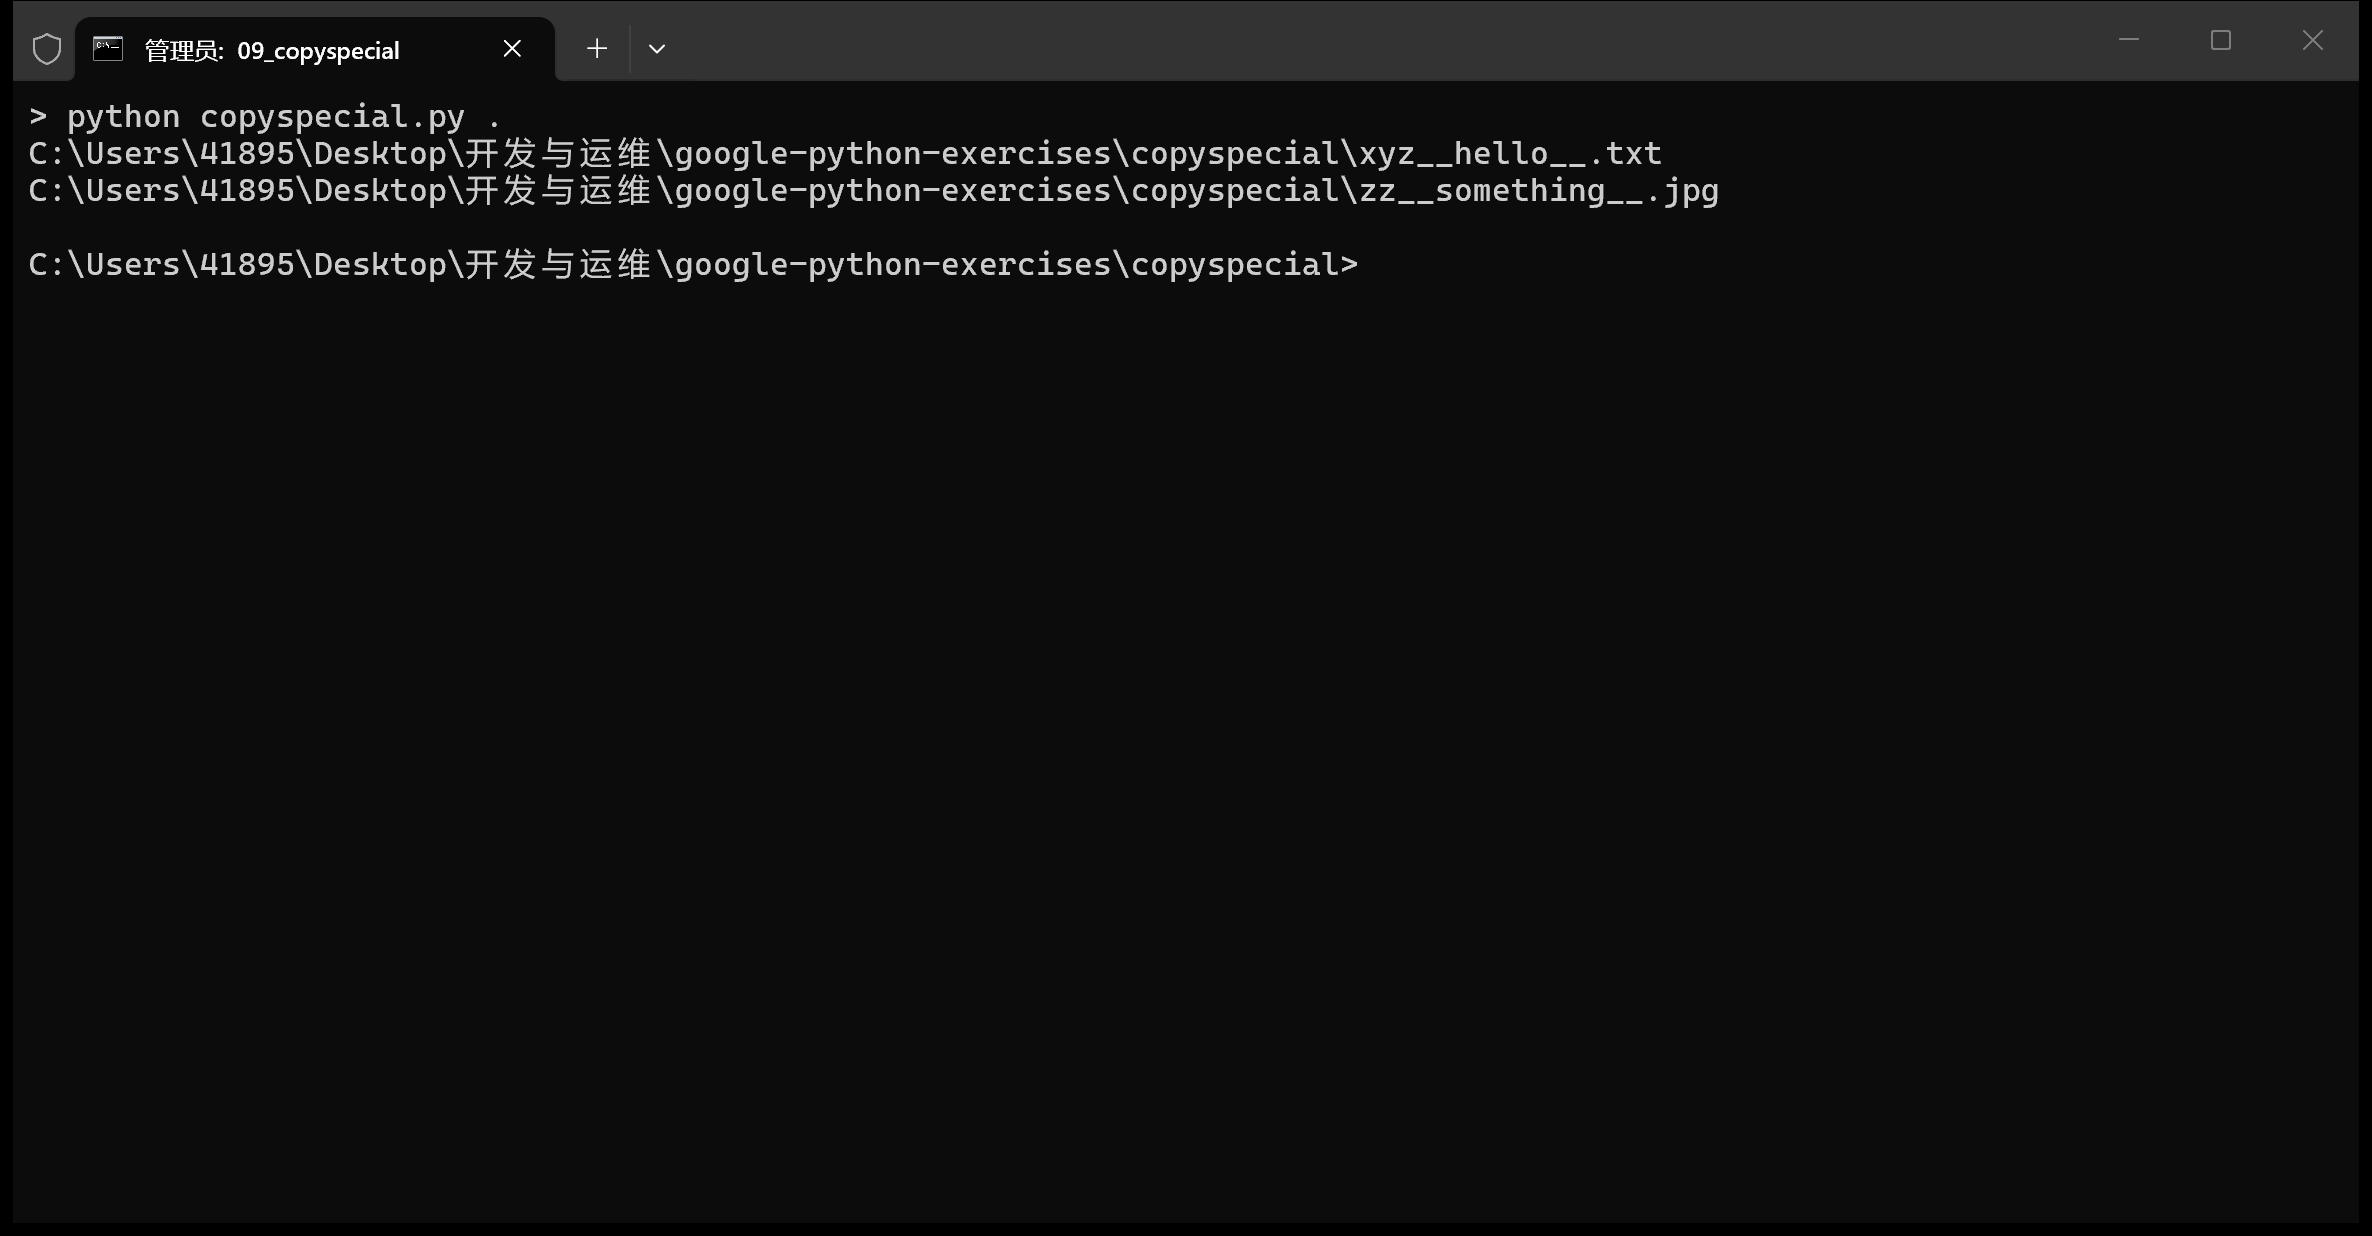 管理员: 09_copyspecial
> python copyspecial.py .
C:\Users\41895\Desktop\开发与运维\google-python-exercises\copyspecial\xyz__hello__.txt
C:\Users\41895\Desktop\开发与运维\google-python-exercises\copyspecial\zz__something__.jpg
C:\Users\41895\Desktop\开发与运维\google-python-exercises\copyspecial>